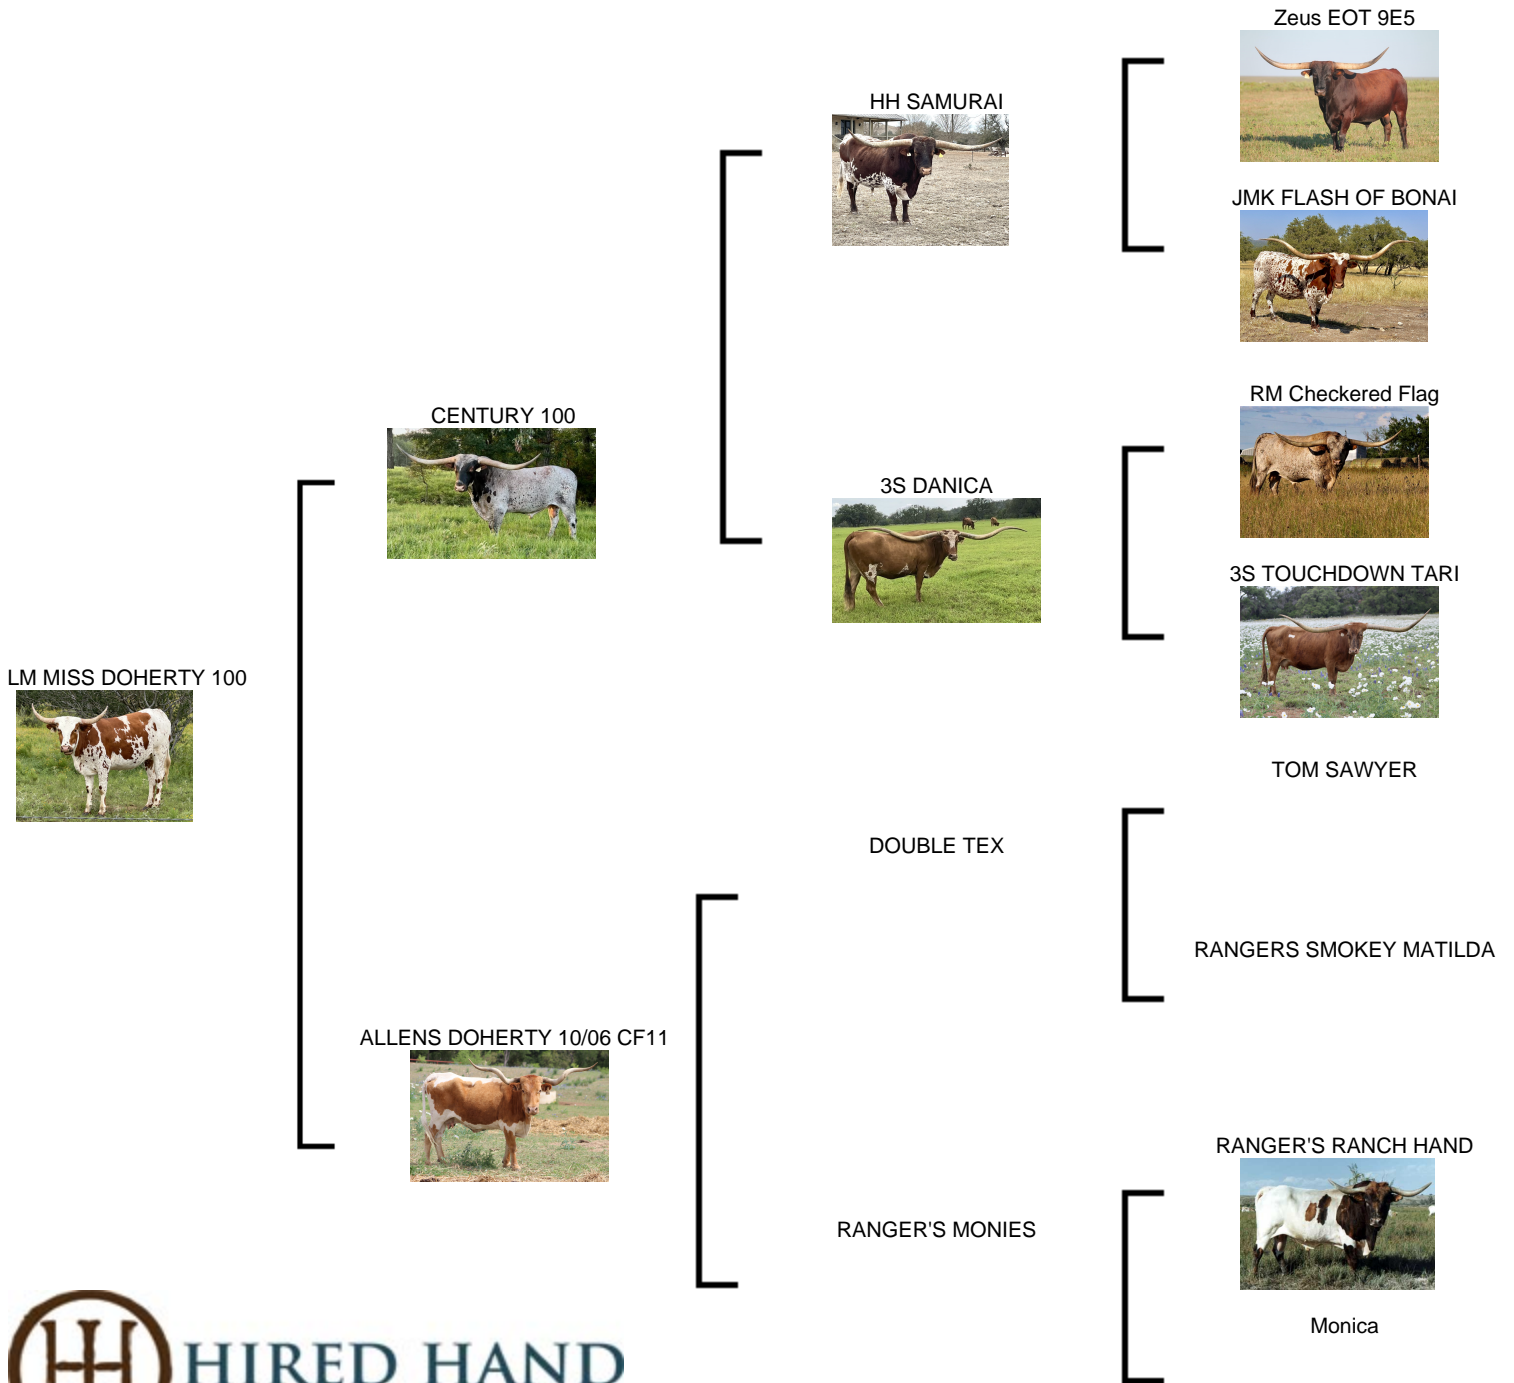 Zeus EOT 9E5
HH SAMURAI
JMK FLASH OF BONAI
CENTURY 100
RM Checkered Flag
3S DANICA
3S TOUCHDOWN TARI
LM MISS DOHERTY 100
TOM SAWYER
DOUBLE TEX
RANGERS SMOKEY MATILDA
ALLENS DOHERTY 10/06 CF11
RANGER'S RANCH HAND
RANGER'S MONIES
Monica
HIRED HAND